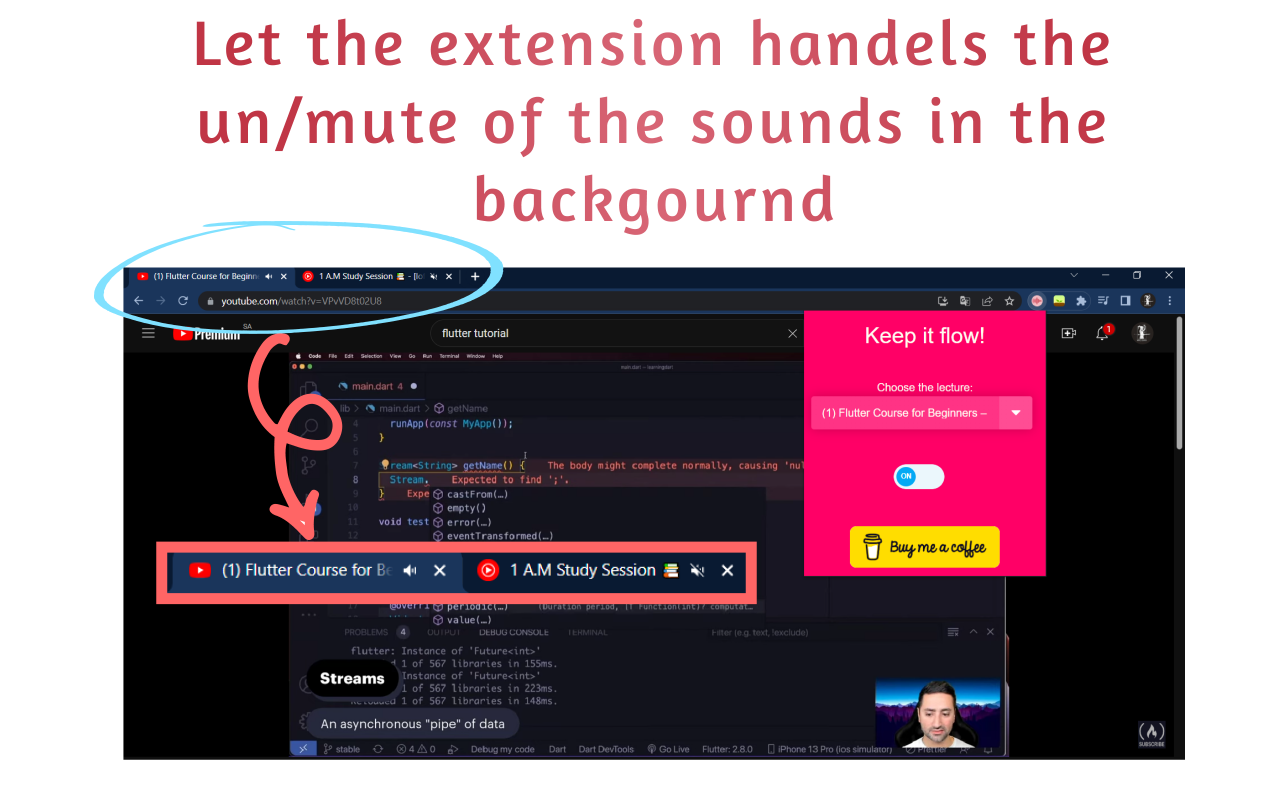 Let the extension handels the
un/mute of the sounds in the
backgournd
(1) Flutter Course for Beginn
1 A.M Study Session
youtube.com/watch?v=VPvVD8t02U8
Premium SA
flutter tutorial
1
Keep it flow!
Choose the lecture:
(1) Flutter Course for Beginners –
ON
Buy me a coffee
Code File Edit Selection View Go Run Terminal Window Help
main.dart — learningdart
main.dart 4
lib > main.dart > getName
4 runApp(const MyApp());
5 }
6
7 ream<String> getName() { The body might complete normally, causing 'nul
8 Stream. Expected to find ';'.
9 } Expe
castFrom(…)
10 empty()
11 void test error(…)
12 eventTransformed(…)
(1) Flutter Course for Be
1 A.M Study Session
17 @overri periodic(…) (Duration period, [T Function(int)? computat…
value(…)
PROBLEMS 4 OUTPUT DEBUG CONSOLE TERMINAL Filter (e.g. text, !exclude)
flutter: Instance of 'Future<int>'
d 1 of 567 libraries in 155ms.
Instance of 'Future<int>'
1 of 567 libraries in 223ms.
Reloaded 1 of 567 libraries in 148ms.
Streams
An asynchronous "pipe" of data
stable 4 0 Debug my code Dart Dart DevTools Go Live Flutter: 2.8.0 iPhone 13 Pro (ios simulator) Prettier
SUBSCRIBE